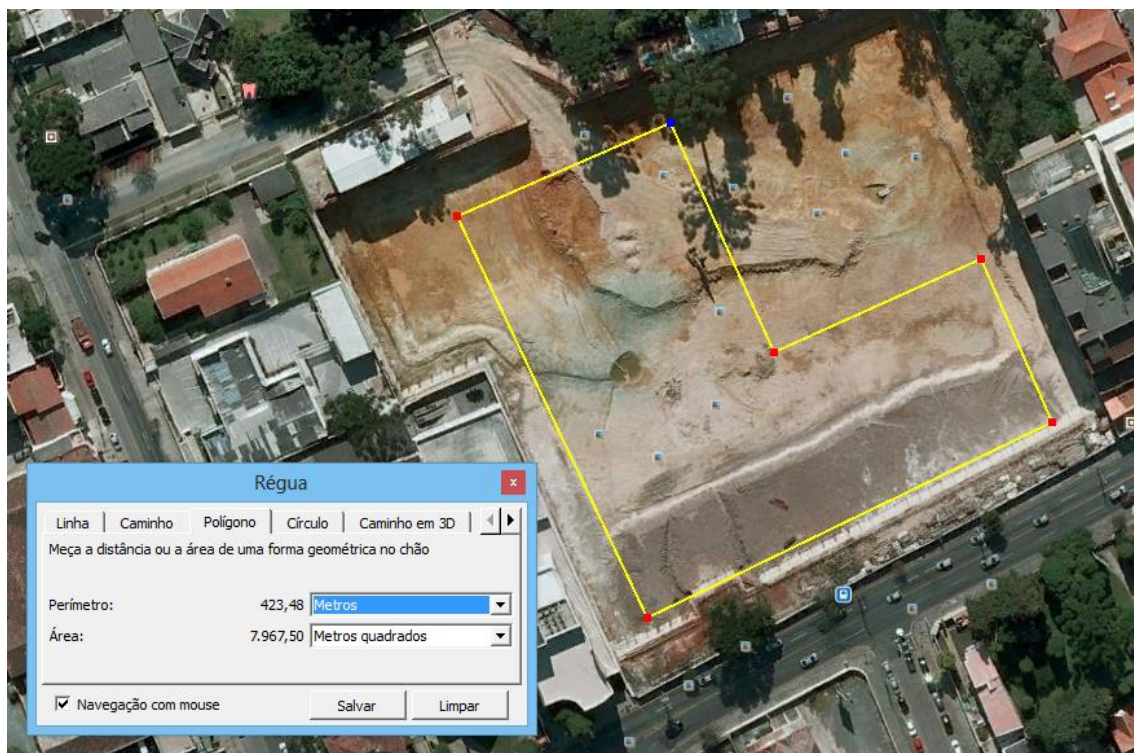 Régua
x
Linha Caminho Polígono Círculo Caminho em 3D
Meça a distância ou a área de uma forma geométrica no chão
Perímetro: 423,48 Metros
Área: 7.967,50 Metros quadrados
Navegação com mouse Salvar Limpar